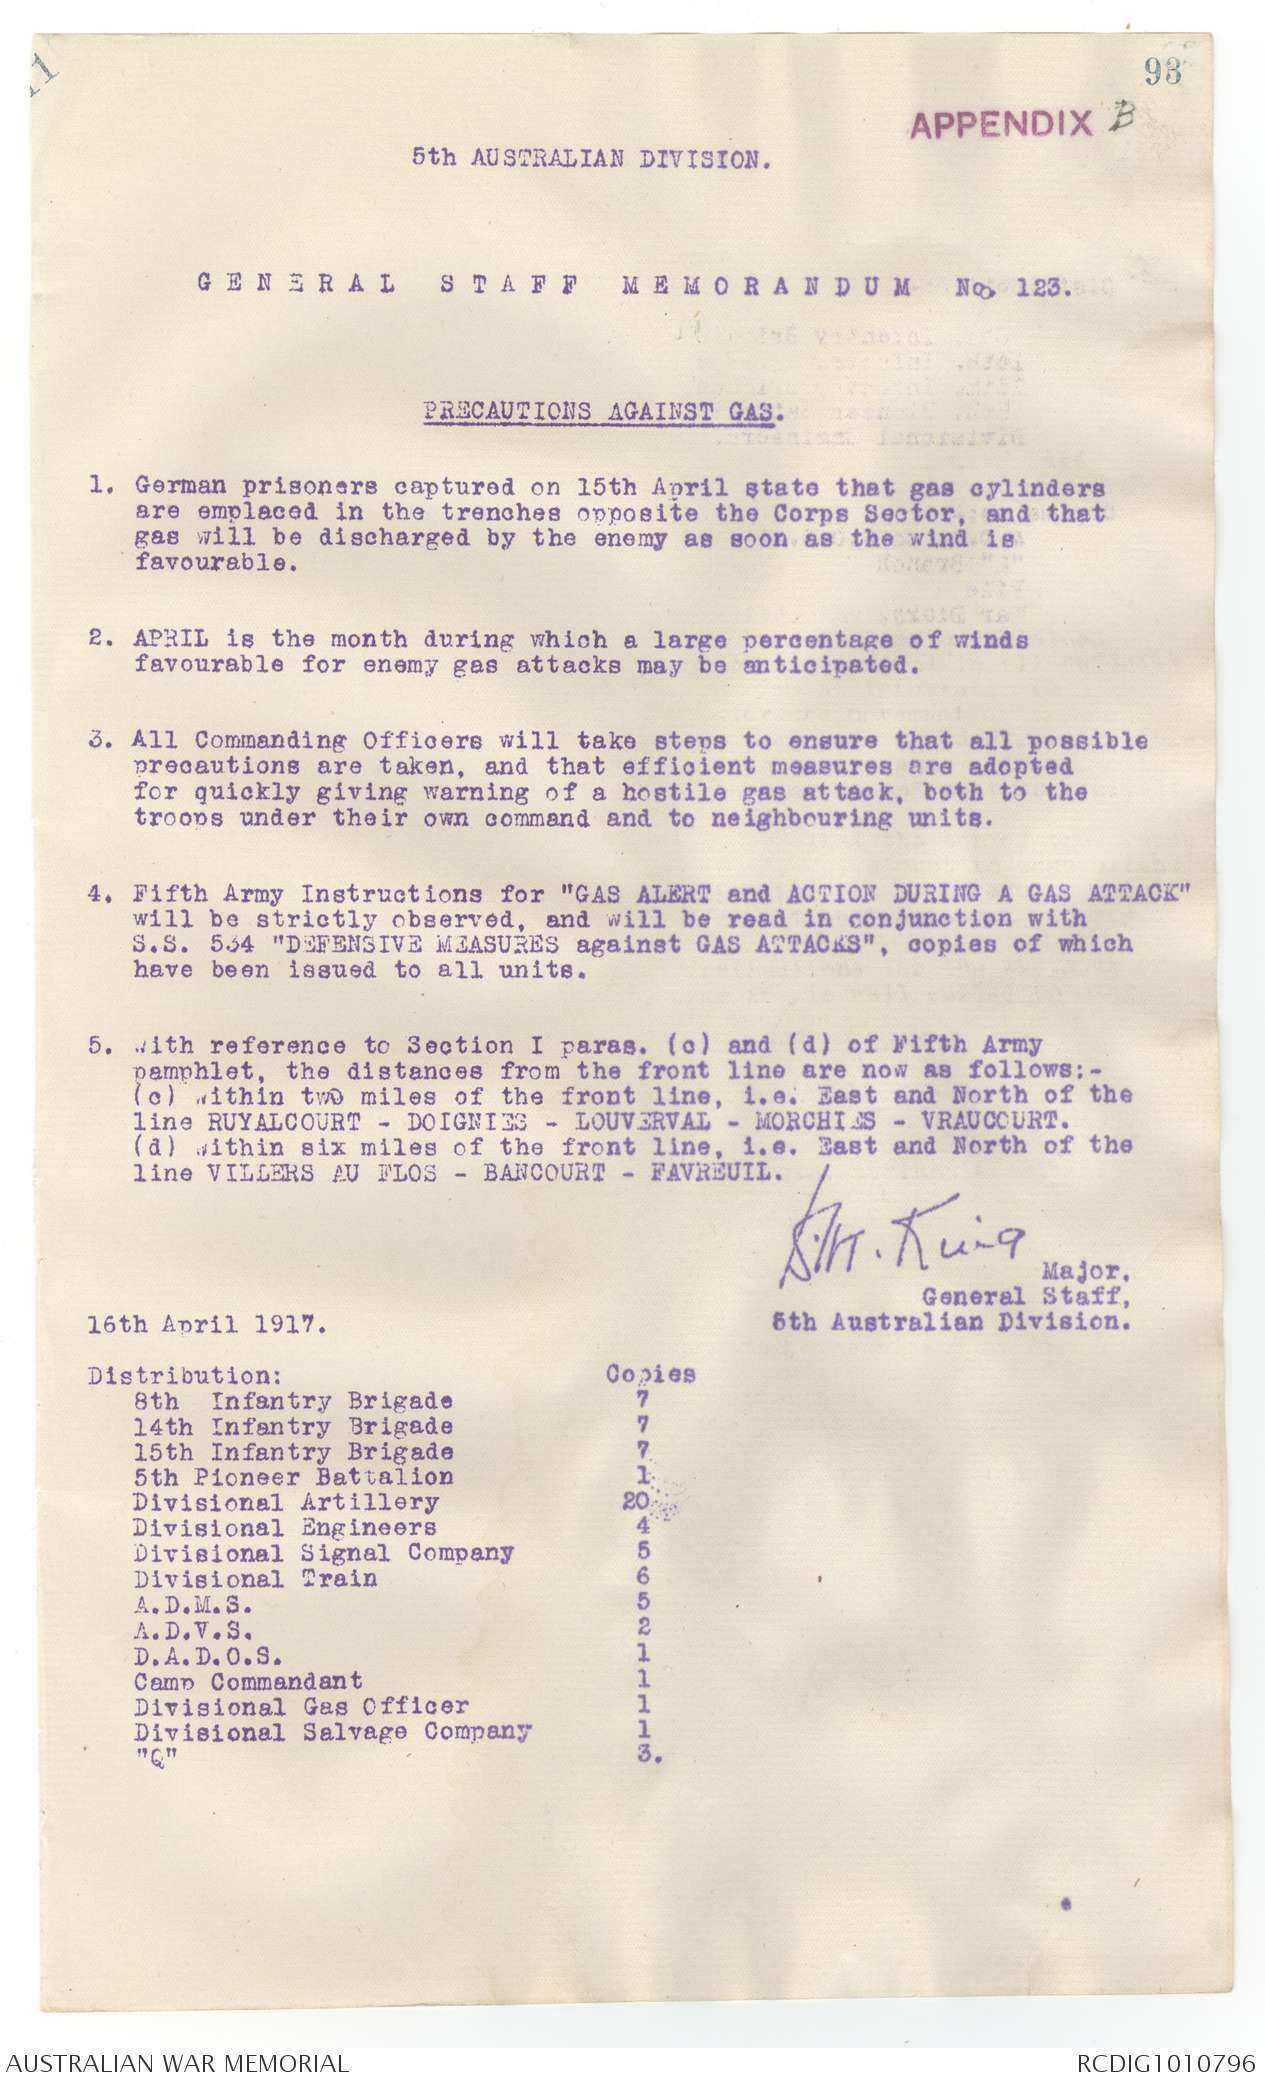 93
APPENDIX B
5th AUSTRALIAN DIVISION.
GENERAL STAFF MEMORANDUM No. 123.
PRECAUTIONS AGAINST GAS.
1. German prisoners captured on 15th April state that gas cylinders
are emplaced in the trenches opposite the Corps Sector, and that
gas will be discharged by the enemy as soon as the wind is
favourable.
2. APRIL is the month during which a large percentage of winds
favourable for enemy gas attacks may be anticipated.
3. All Commanding Officers will take steps to ensure that all possible
precautions are taken, and that efficient measures are adopted
for quickly giving warning of a hostile gas attack, both to the
troops under their own command and to neighbouring units.
4. Fifth Army Instructions for "GAS ALERT and ACTION DURING A GAS ATTACK"
will be strictly observed, and will be read in conjunction with
S.S. 534 "DEFENSIVE MEASURES against GAS ATTACKS", copies of which
have been issued to all units.
5. With reference to Section I paras. (c) and (d) of Fifth Army
pamphlet, the distances from the front line are now as follows:-
(c) within two miles of the front line, i.e. East and North of the
line RUYALCOURT - DOIGNIES - LOUVERVAL - MORCHIES - VRAUCOURT.
(d) within six miles of the front line, i.e. East and North of the
line VILLERS AU FLOS - BANCOURT - FAVREUIL.
King
Major,
General Staff,
16th April 1917. 5th Australian Division.
Distribution: Copies
8th Infantry Brigade 7
14th Infantry Brigade 7
15th Infantry Brigade 7
5th Pioneer Battalion 1
Divisional Artillery 20
Divisional Engineers 4
Divisional Signal Company 5
Divisional Train 6
A.D.M.S. 5
A.D.V.S. 2
D.A.D.O.S. 1
Camp Commandant 1
Divisional Gas Officer 1
Divisional Salvage Company 1
"Q" 3.
AUSTRALIAN WAR MEMORIAL RCDIG1010796